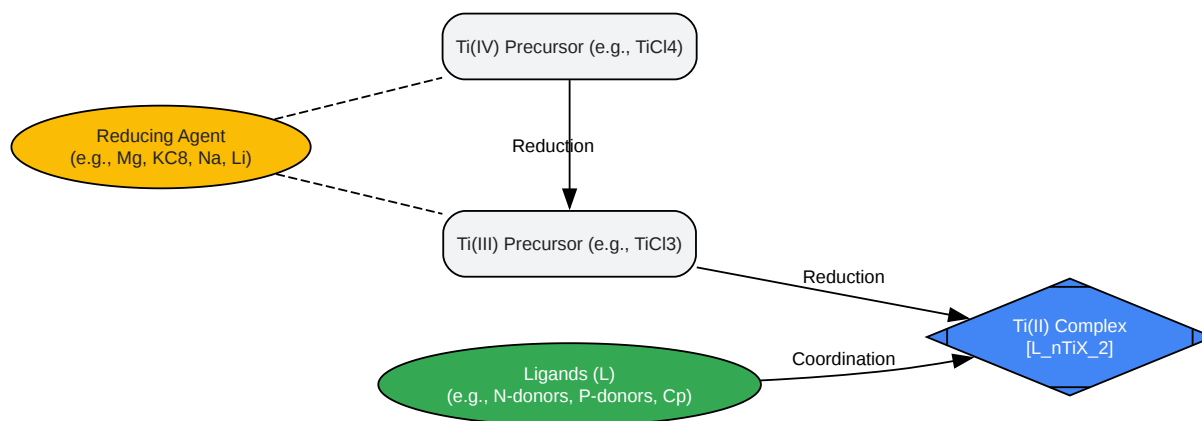 Ti(IV) Precursor (e.g., TiCl4)
Reducing Agent
(e.g., Mg, KC8, Na, Li)
Reduction
Ti(III) Precursor (e.g., TiCl3)
Reduction
Ti(II) Complex
[L_nTiX_2]
Coordination
Ligands (L)
(e.g., N-donors, P-donors, Cp)